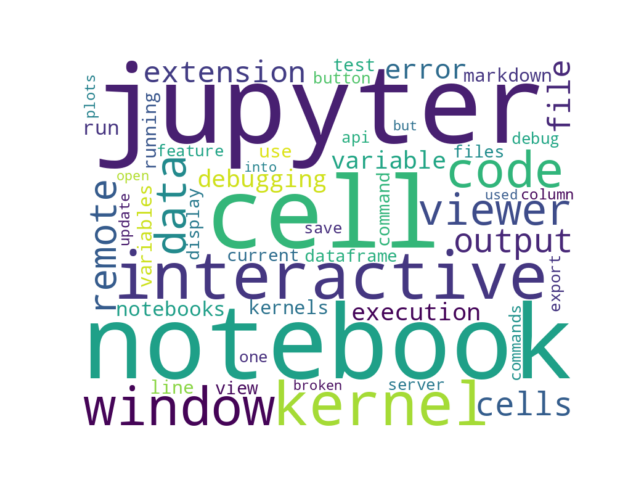 plots
extension
test
button
error
markdown
file
jupyter
run
running
api
but
debug
feature
into
use
variable
files
code
open
update
variables
data
display
debugging
cell
command
used
column
viewer
remote
save
output
current
dataframe
interactive
export
notebooks
kernels
execution
commands
notebook
one
line
view
broken
server
window
kernel
cells